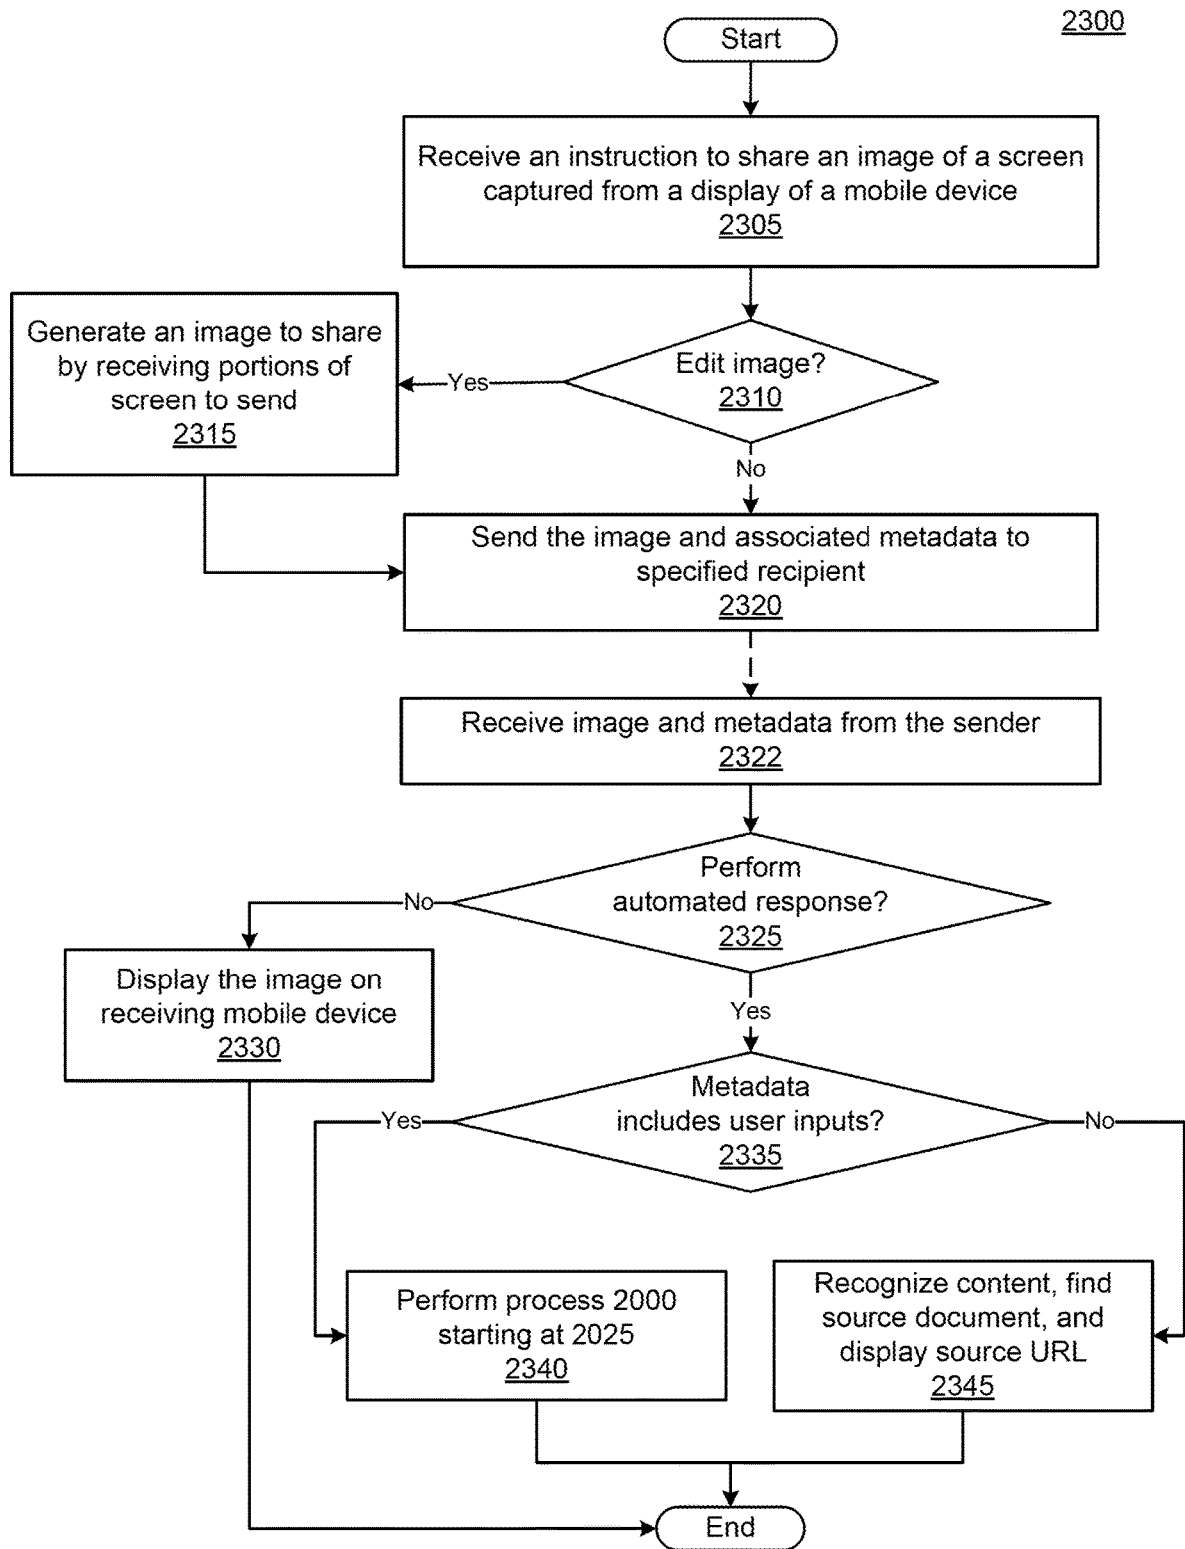 2300
Start
Receive an instruction to share an image of a screen
captured from a display of a mobile device
2305
Generate an image to share
by receiving portions of
screen to send
2315
Yes
Edit image?
2310
No
Send the image and associated metadata to
specified recipient
2320
Receive image and metadata from the sender
2322
Perform
automated response?
2325
No
Display the image on
receiving mobile device
2330
Yes
Metadata
includes user inputs?
2335
Yes
No
Perform process 2000
starting at 2025
2340
Recognize content, find
source document, and
display source URL
2345
End